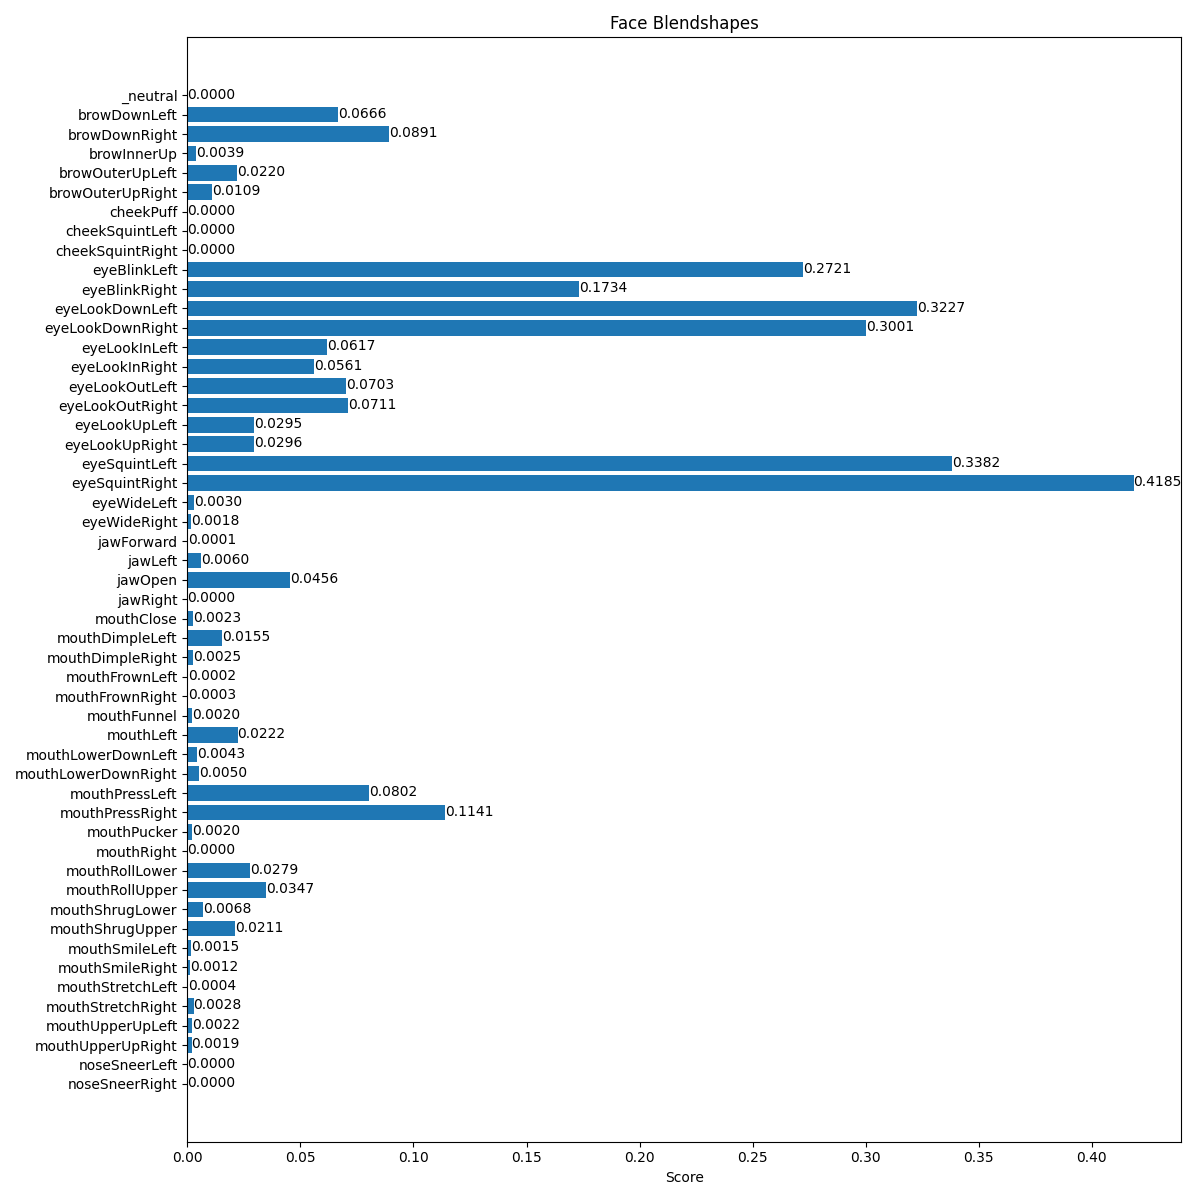 Face Blendshapes
_neutral 0.0000
browDownLeft 0.0666
browDownRight 0.0891
browInnerUp 0.0039
browOuterUpLeft 0.0220
browOuterUpRight 0.0109
cheekPuff 0.0000
cheekSquintLeft 0.0000
cheekSquintRight 0.0000
eyeBlinkLeft 0.2721
eyeBlinkRight 0.1734
eyeLookDownLeft 0.3227
eyeLookDownRight 0.3001
eyeLookInLeft 0.0617
eyeLookInRight 0.0561
eyeLookOutLeft 0.0703
eyeLookOutRight 0.0711
eyeLookUpLeft 0.0295
eyeLookUpRight 0.0296
eyeSquintLeft 0.3382
eyeSquintRight 0.4185
eyeWideLeft 0.0030
eyeWideRight 0.0018
jawForward 0.0001
jawLeft 0.0060
jawOpen 0.0456
jawRight 0.0000
mouthClose 0.0023
mouthDimpleLeft 0.0155
mouthDimpleRight 0.0025
mouthFrownLeft 0.0002
mouthFrownRight 0.0003
mouthFunnel 0.0020
mouthLeft 0.0222
mouthLowerDownLeft 0.0043
mouthLowerDownRight 0.0050
mouthPressLeft 0.0802
mouthPressRight 0.1141
mouthPucker 0.0020
mouthRight 0.0000
mouthRollLower 0.0279
mouthRollUpper 0.0347
mouthShrugLower 0.0068
mouthShrugUpper 0.0211
mouthSmileLeft 0.0015
mouthSmileRight 0.0012
mouthStretchLeft 0.0004
mouthStretchRight 0.0028
mouthUpperUpLeft 0.0022
mouthUpperUpRight 0.0019
noseSneerLeft 0.0000
noseSneerRight 0.0000
0.00 0.05 0.10 0.15 0.20 0.25 0.30 0.35 0.40
Score